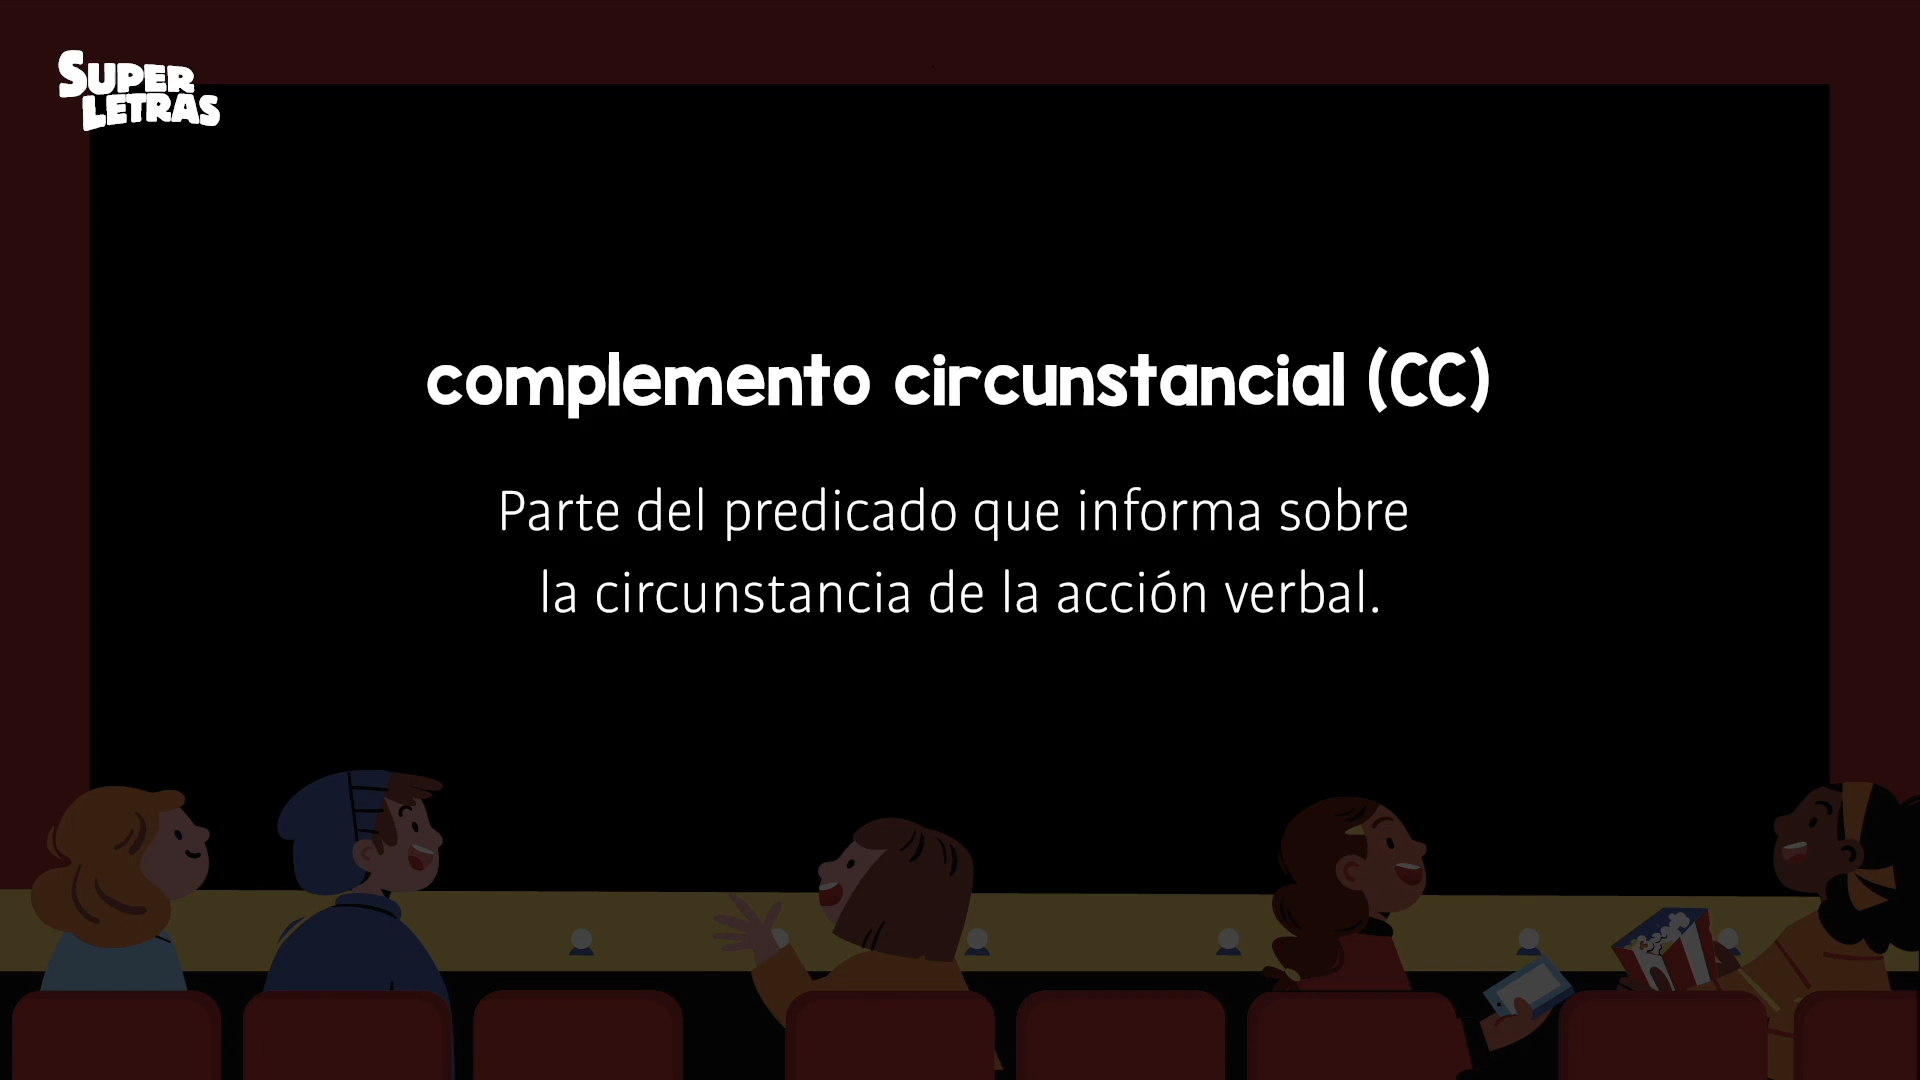 SUPER
LETRAS
complemento circunstancial (CC)
Parte del predicado que informa sobre
la circunstancia de la acción verbal.